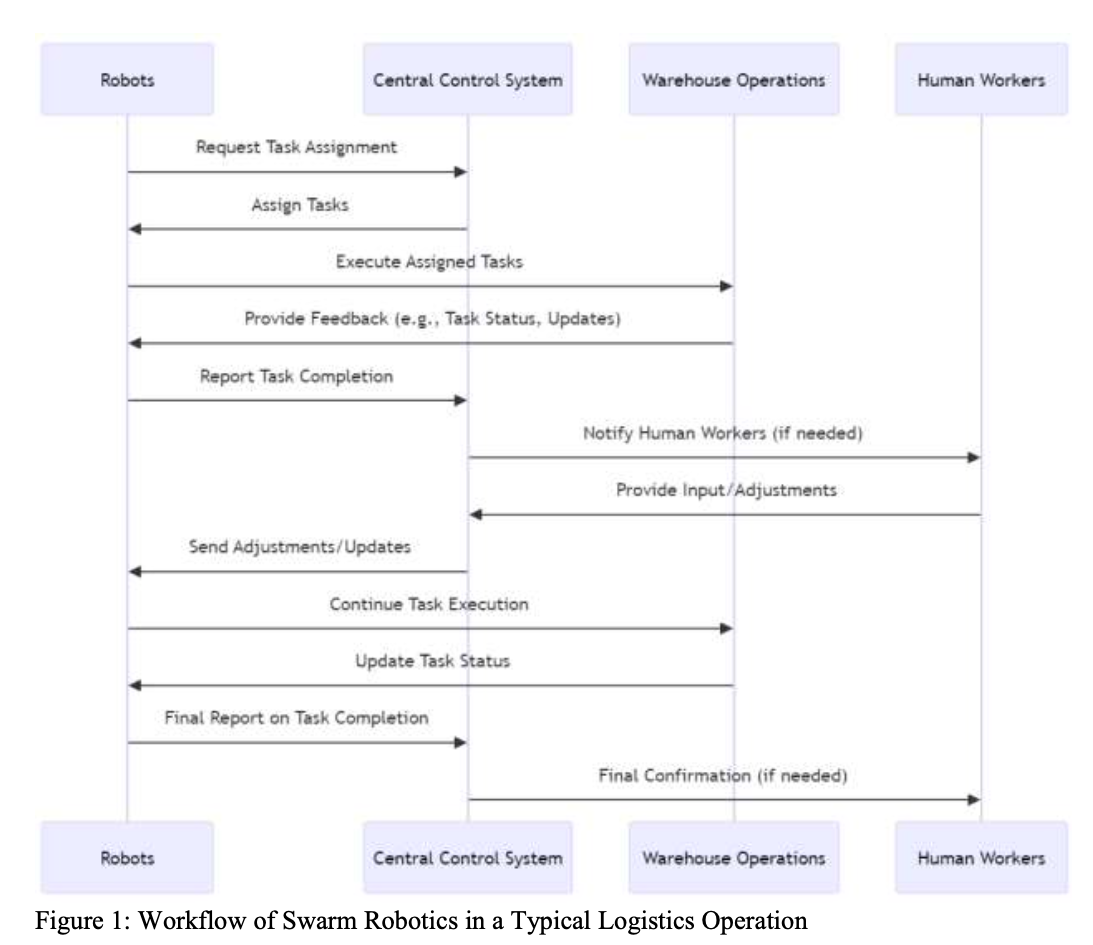 Robots
Central Control System
Warehouse Operations
Human Workers
Request Task Assignment
Assign Tasks
Execute Assigned Tasks
Provide Feedback (e.g., Task Status, Updates)
Report Task Completion
Notify Human Workers (if needed)
Provide Input/Adjustments
Send Adjustments/Updates
Continue Task Execution
Update Task Status
Final Report on Task Completion
Final Confirmation (if needed)
Robots
Central Control System
Warehouse Operations
Human Workers
Figure 1: Workflow of Swarm Robotics in a Typical Logistics Operation